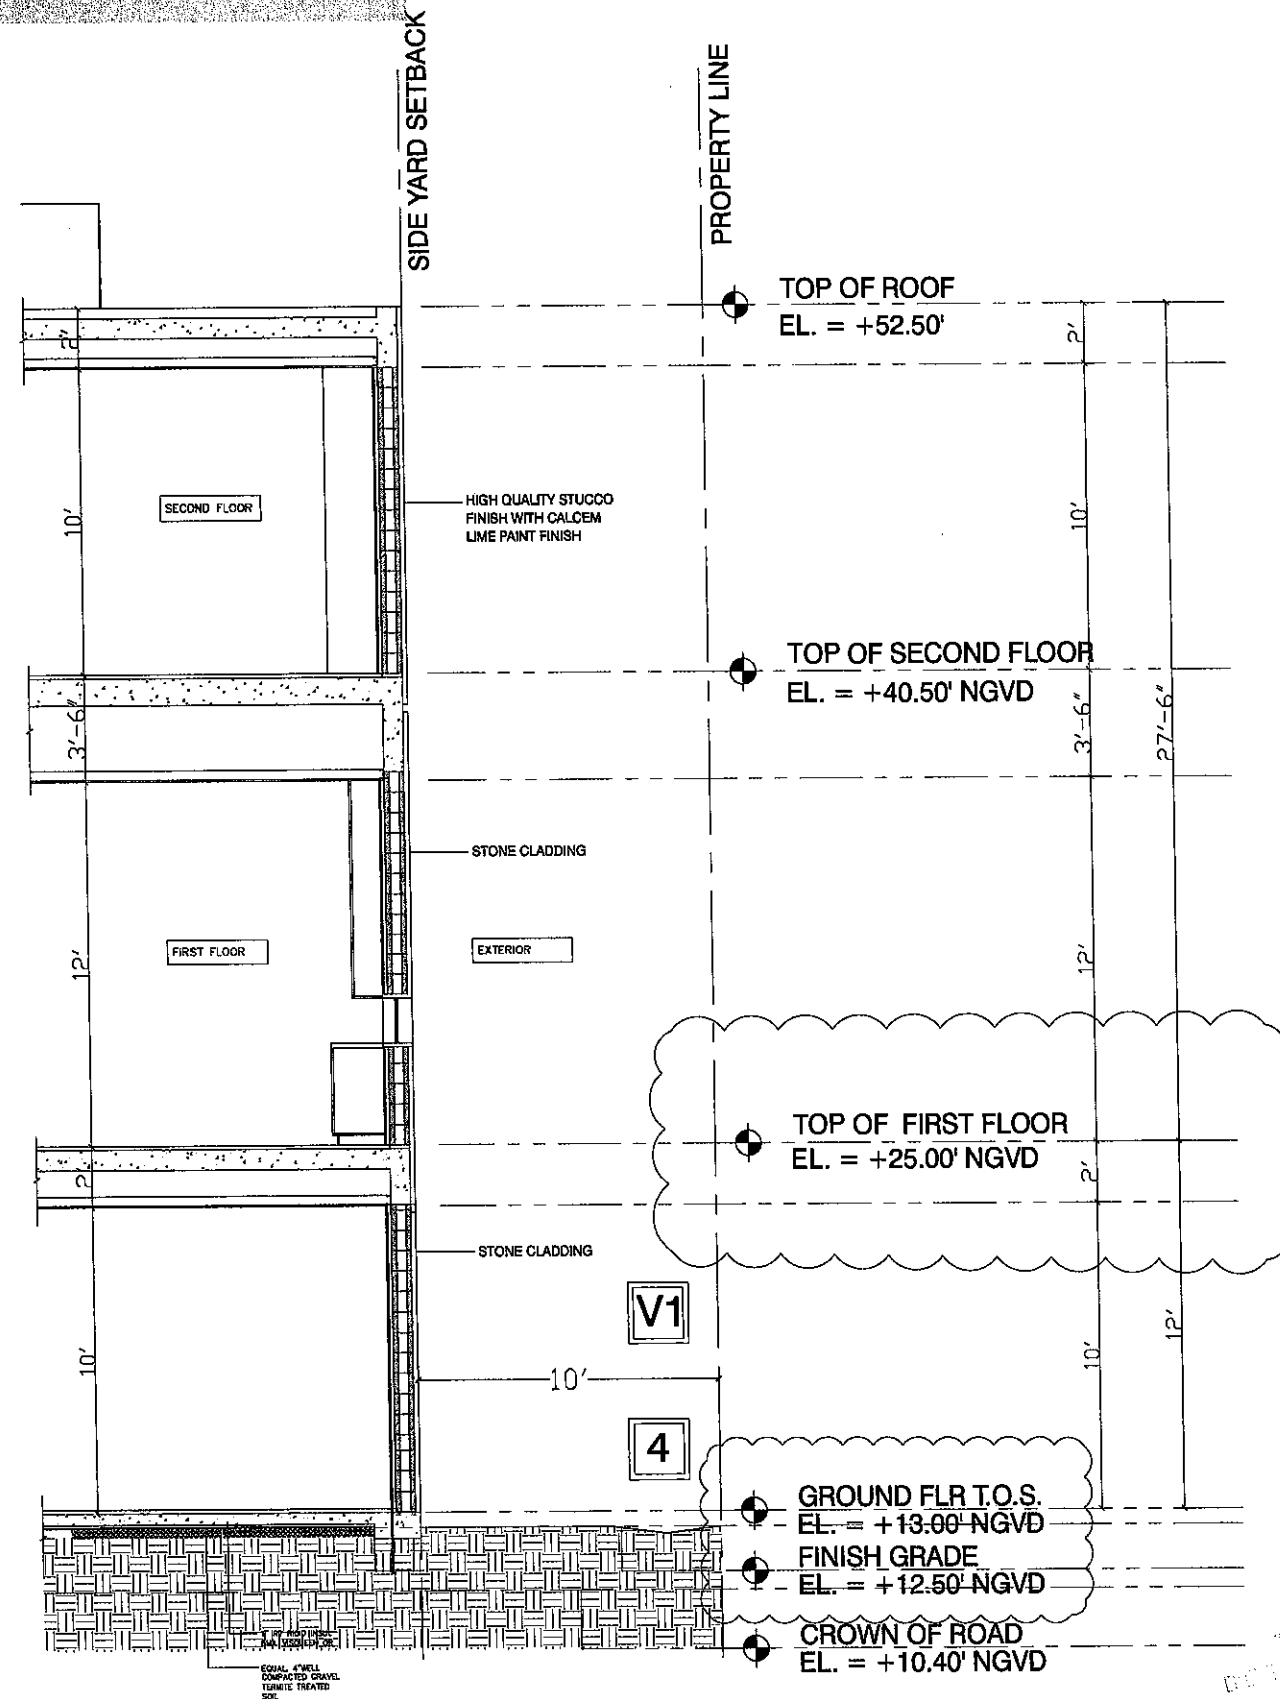 SIDE YARD SETBACK
PROPERTY LINE
TOP OF ROOF
EL. = +52.50'
2'
2'
SECOND FLOOR
HIGH QUALITY STUCCO
FINISH WITH CALCEM
LIME PAINT FINISH
10'
10'
TOP OF SECOND FLOOR
EL. = +40.50' NGVD
3'-6"
3'-6"
27'-6"
STONE CLADDING
FIRST FLOOR
EXTERIOR
12'
12'
TOP OF FIRST FLOOR
EL. = +25.00' NGVD
2'
2'
STONE CLADDING
V1
12'
10'
10'
10'
4
GROUND FLR T.O.S.
EL. = +13.00' NGVD
FINISH GRADE
EL. = +12.50' NGVD
CROWN OF ROAD
EL. = +10.40' NGVD
EQUAL, 4" WELL
COMPACTED GRAVEL
TERMITE TREATED
SOIL